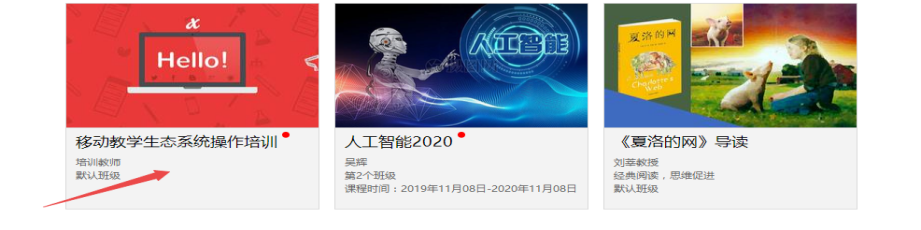 x
Hello!
移动教学生态系统操作培训
培训教师
默认班级
人工智能
人工智能2020
吴辉
第2个班级
课程时间：2019年11月08日-2020年11月08日
夏洛的网
Charlotte's
Web
《夏洛的网》导读
刘莘教授
经典阅读，思维促进
默认班级